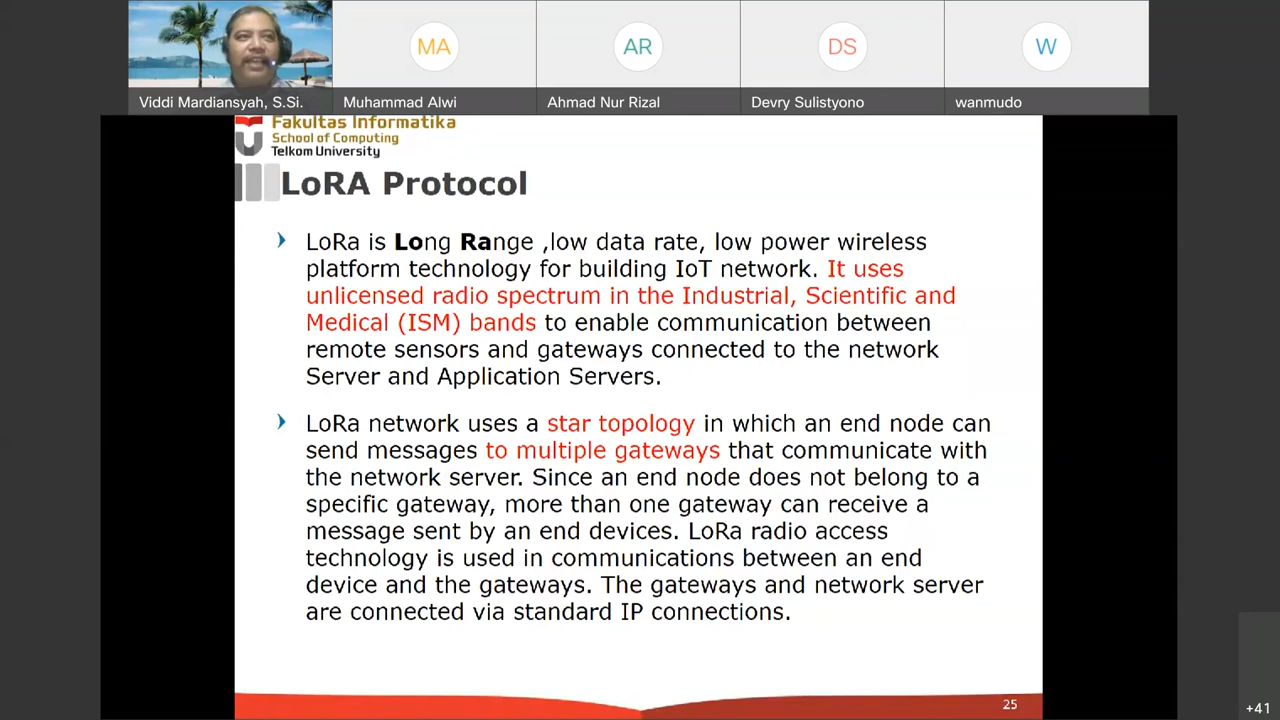 MA
AR
DS
W
Viddi Mardiansyah, S.Si.
Muhammad Alwi
Ahmad Nur Rizal
Devry Sulistyono
wanmudo
Fakultas Informatika
School of Computing
Telkom University
LoRA Protocol
LoRa is Long Range ,low data rate, low power wireless
platform technology for building IoT network. It uses
unlicensed radio spectrum in the Industrial, Scientific and
Medical (ISM) bands to enable communication between
remote sensors and gateways connected to the network
Server and Application Servers.
LoRa network uses a star topology in which an end node can
send messages to multiple gateways that communicate with
the network server. Since an end node does not belong to a
specific gateway, more than one gateway can receive a
message sent by an end devices. LoRa radio access
technology is used in communications between an end
device and the gateways. The gateways and network server
are connected via standard IP connections.
25
+41